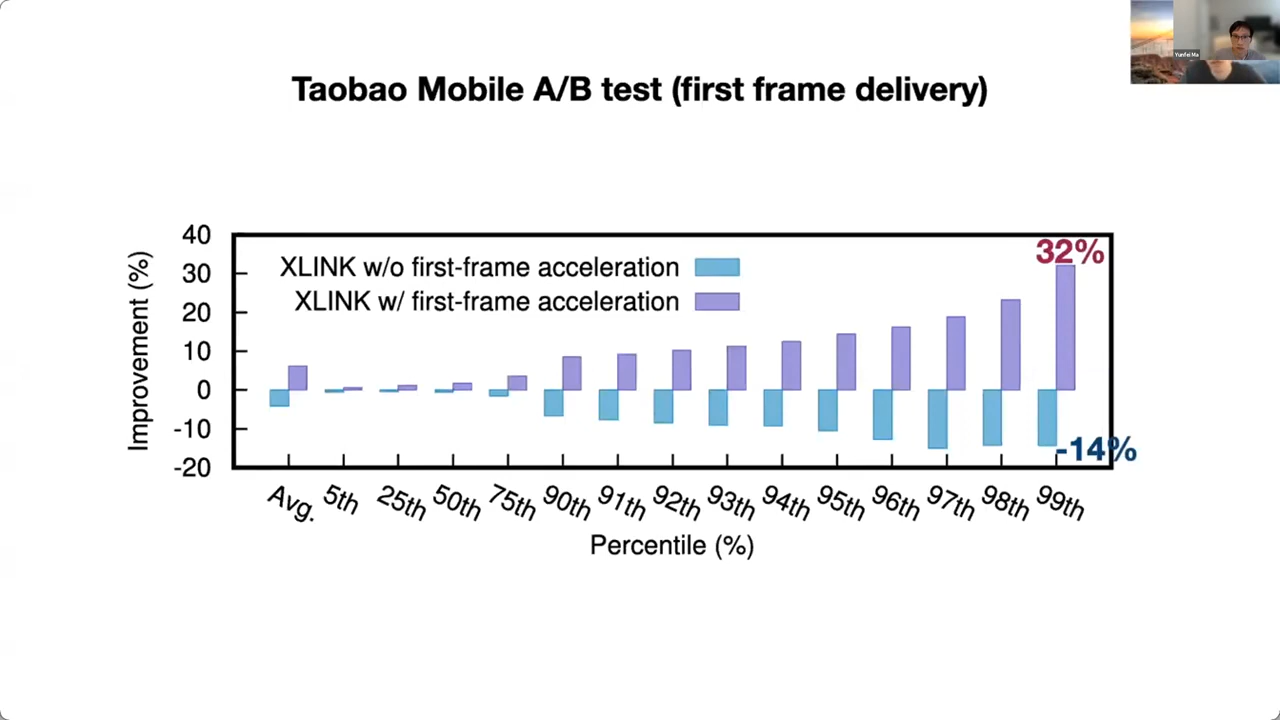 Yunfei Ma
Taobao Mobile A/B test (first frame delivery)
40
30
20
10
0
-10
-20
Improvement (%)
XLINK w/o first-frame acceleration
XLINK w/ first-frame acceleration
32%
-14%
Avg. 5th 25th 50th 75th 90th 91th 92th 93th 94th 95th 96th 97th 98th 99th
Percentile (%)